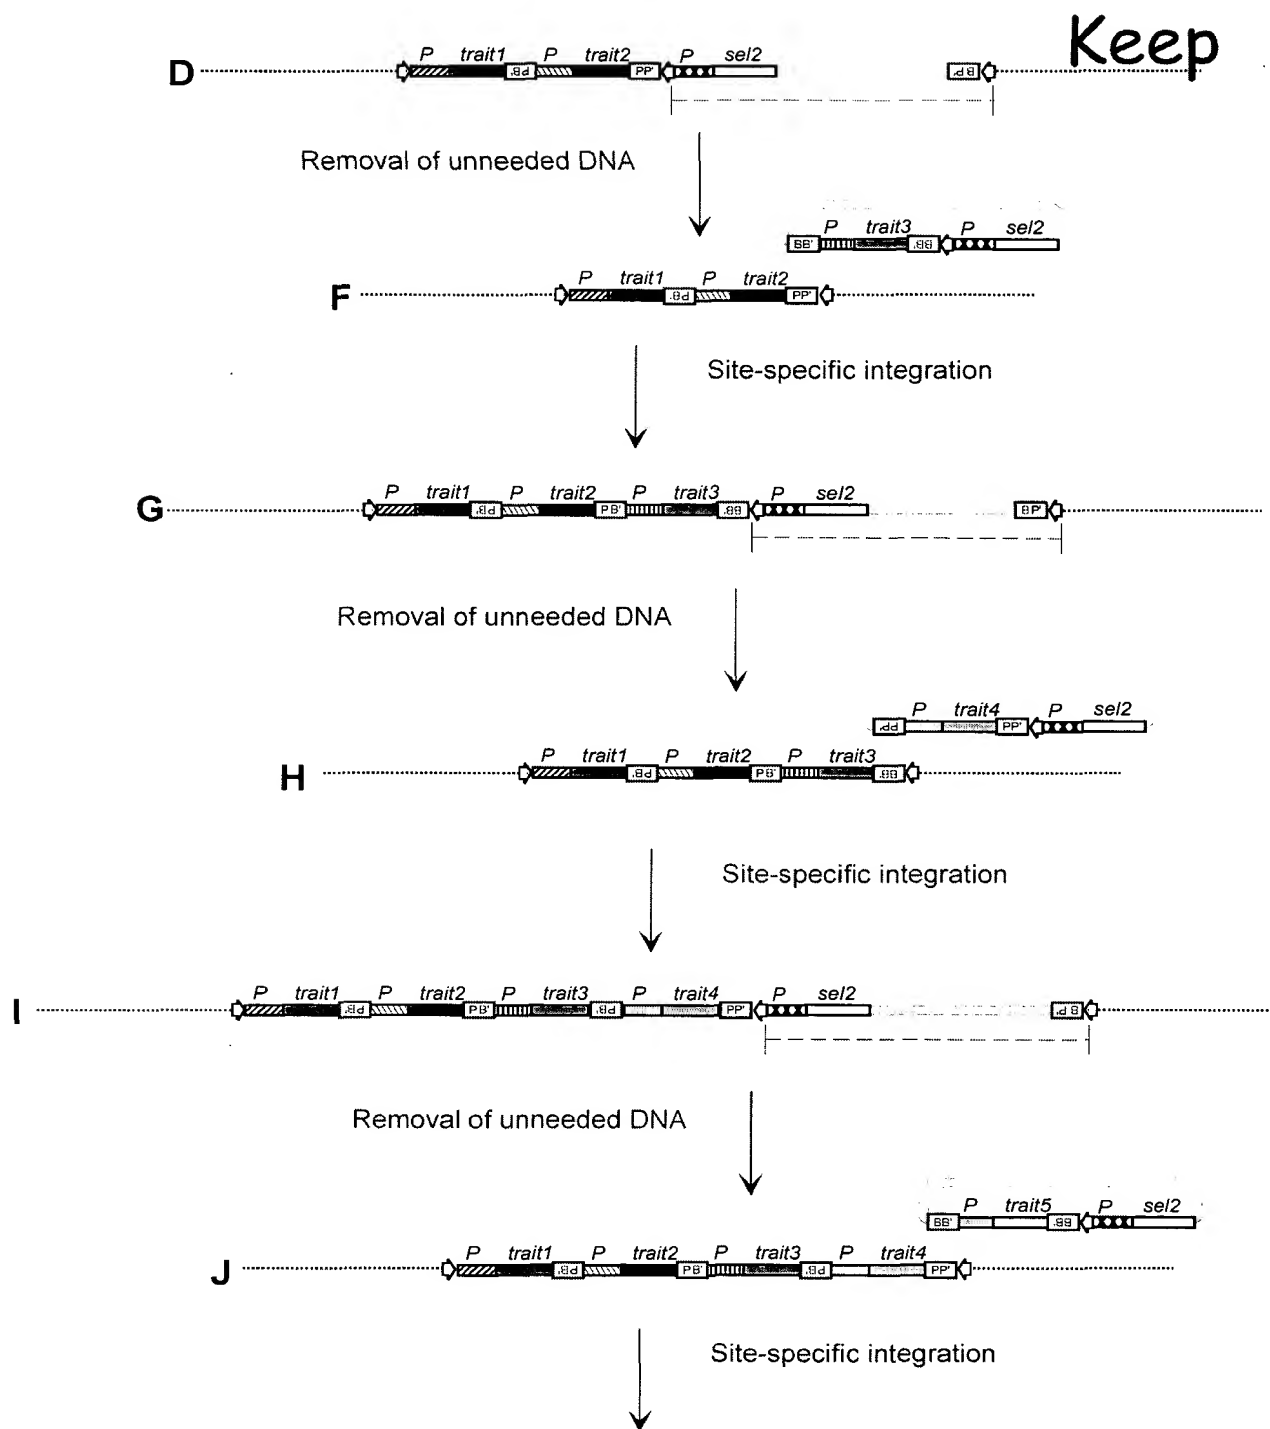 Keep
P trait1 P trait2 P sel2
D PB' PP' BP'
Removal of unneeded DNA
P trait3 P sel2
BB' BB'
P trait1 P trait2
F PB' PP'
Site-specific integration
P trait1 P trait2 P trait3 P sel2
G PB' PB' BB' BP'
Removal of unneeded DNA
P trait4 P sel2
PP' PP'
P trait1 P trait2 P trait3
H PB' PB' BB'
Site-specific integration
P trait1 P trait2 P trait3 P trait4 P sel2
I PB' PB' PB' PP' BP'
Removal of unneeded DNA
P trait5 P sel2
BB' BB'
P trait1 P trait2 P trait3 P trait4
J PB' PB' PB' PP'
Site-specific integration